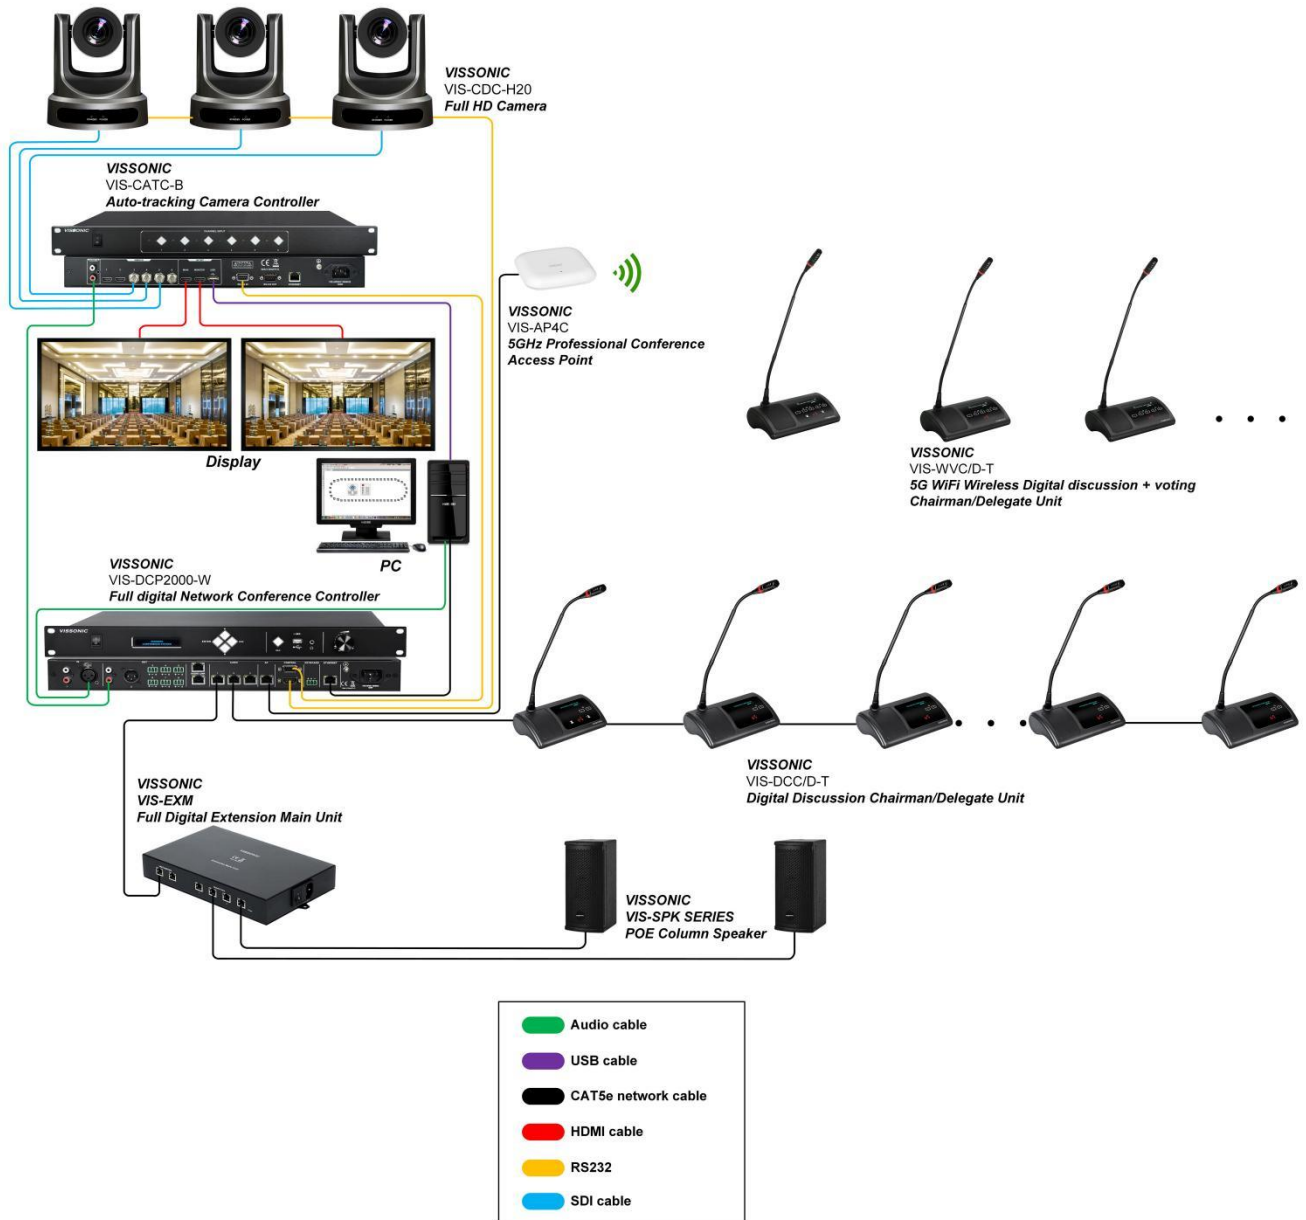 VISSONIC
VIS-CDC-H20
Full HD Camera
VISSONIC
VIS-CATC-B
Auto-tracking Camera Controller
VISSONIC
VISSONIC
VIS-AP4C
5GHz Professional Conference
Access Point
Display
VISSONIC
VIS-WVC/D-T
5G WiFi Wireless Digital discussion + voting
Chairman/Delegate Unit
PC
VISSONIC
VIS-DCP2000-W
Full digital Network Conference Controller
VISSONIC
VISSONIC
VIS-DCC/D-T
Digital Discussion Chairman/Delegate Unit
VISSONIC
VIS-EXM
Full Digital Extension Main Unit
VISSONIC
VIS-SPK SERIES
POE Column Speaker
Audio cable
USB cable
CAT5e network cable
HDMI cable
RS232
SDI cable